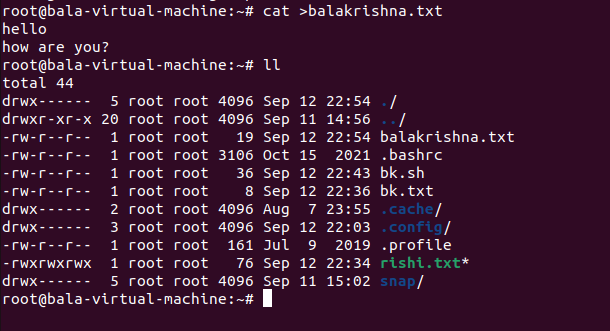 root@bala-virtual-machine:~# cat >balakrishna.txt
hello
how are you?
root@bala-virtual-machine:~# ll
total 44
drwx------  5 root root 4096 Sep 12 22:54 ./
drwxr-xr-x 20 root root 4096 Sep 11 14:56 ../
-rw-r--r--  1 root root   19 Sep 12 22:54 balakrishna.txt
-rw-r--r--  1 root root 3106 Oct 15  2021 .bashrc
-rw-r--r--  1 root root   36 Sep 12 22:43 bk.sh
-rw-r--r--  1 root root    8 Sep 12 22:36 bk.txt
drwx------  2 root root 4096 Aug  7 23:55 .cache/
drwx------  3 root root 4096 Sep 12 22:03 .config/
-rw-r--r--  1 root root  161 Jul  9  2019 .profile
-rwxrwxrwx  1 root root   76 Sep 12 22:34 rishi.txt*
drwx------  5 root root 4096 Sep 11 15:02 snap/
root@bala-virtual-machine:~#